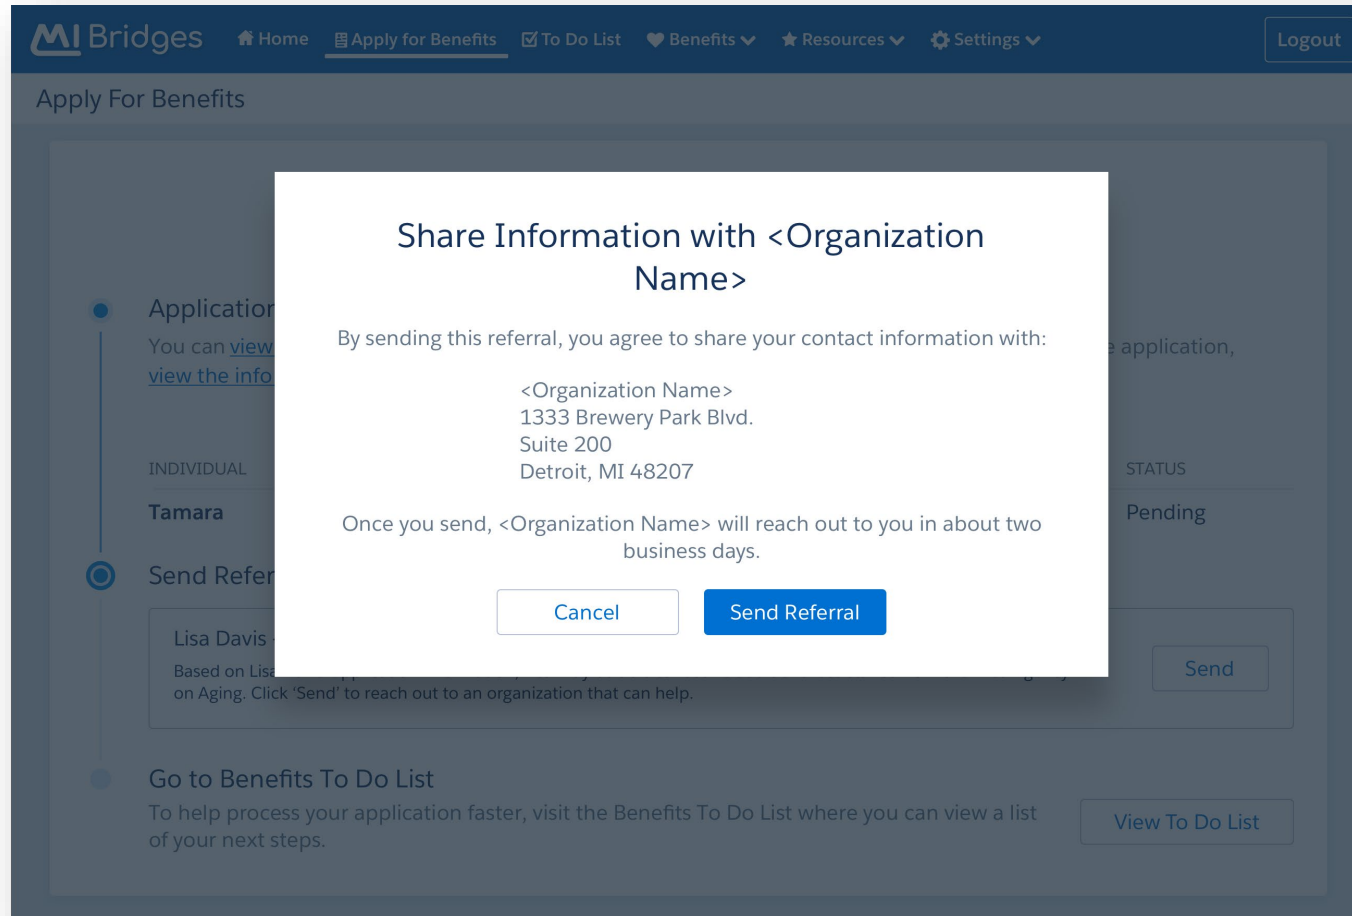 MI Bridges Home Apply for Benefits To Do List Benefits Resources Settings Logout
Apply For Benefits
Share Information with <Organization
Name>
By sending this referral, you agree to share your contact information with:
<Organization Name>
1333 Brewery Park Blvd.
Suite 200
Detroit, MI 48207
Once you send, <Organization Name> will reach out to you in about two
business days.
Cancel Send Referral
Application
You can view application,
view the info
INDIVIDUAL STATUS
Tamara Pending
Send Refer
Lisa Davis
Based on Lisa
on Aging. Click 'Send' to reach out to an organization that can help.
Send
Go to Benefits To Do List
To help process your application faster, visit the Benefits To Do List where you can view a list
of your next steps.
View To Do List